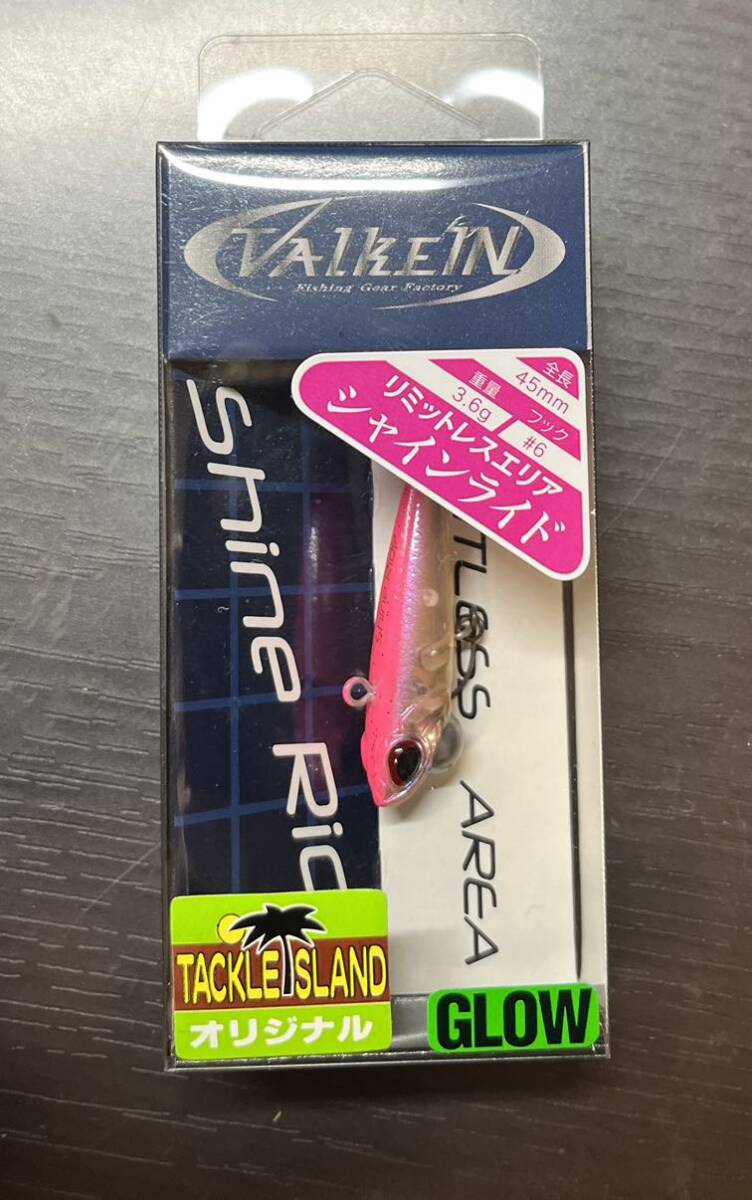 ValkeIN
Fishing Gear Factory
全長
45mm
重量
3.6g
フック
#6
リミットレスエリア
シャインライド
Shine
TLESS AREA
TACKLE ISLAND
オリジナル
GLOW